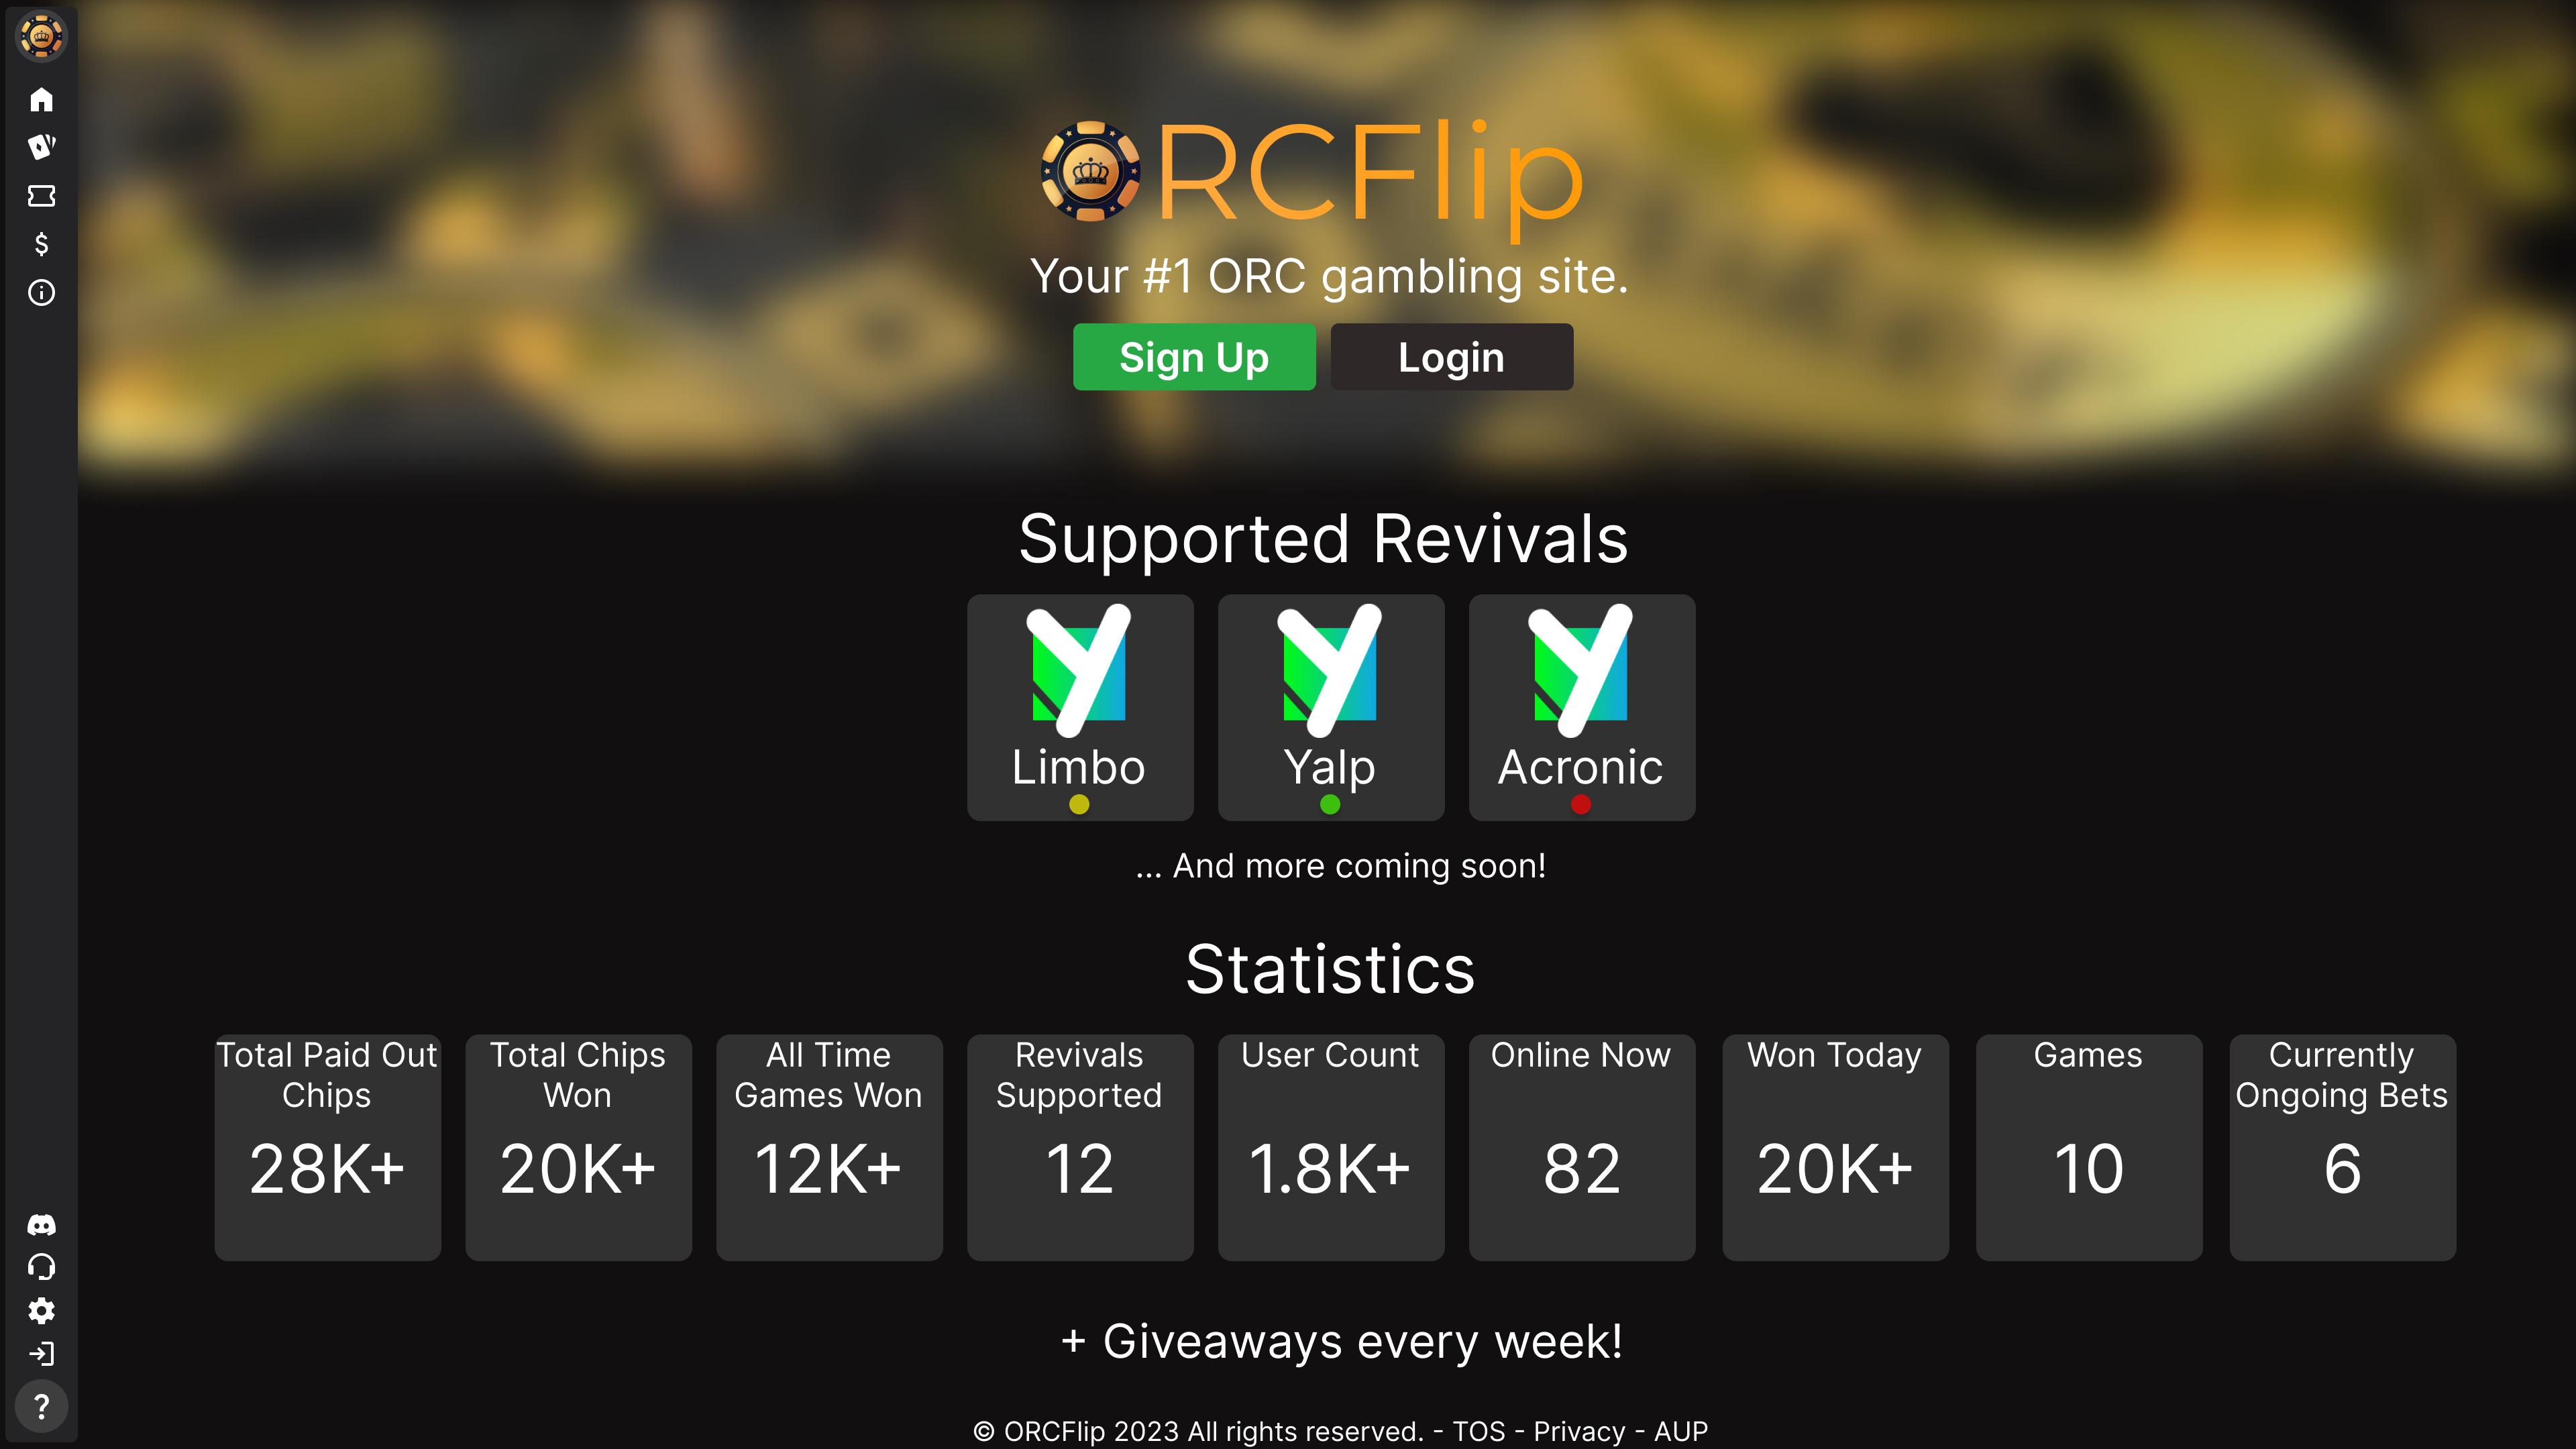 ORCFlip
Your #1 ORC gambling site.
Sign Up
Login
Supported Revivals
Limbo
Yalp
Acronic
... And more coming soon!
Statistics
Total Paid Out
Chips
28K+
Total Chips
Won
20K+
All Time
Games Won
12K+
Revivals
Supported
12
User Count
1.8K+
Online Now
82
Won Today
20K+
Games
10
Currently
Ongoing Bets
6
+ Giveaways every week!
?
© ORCFlip 2023 All rights reserved. - TOS - Privacy - AUP